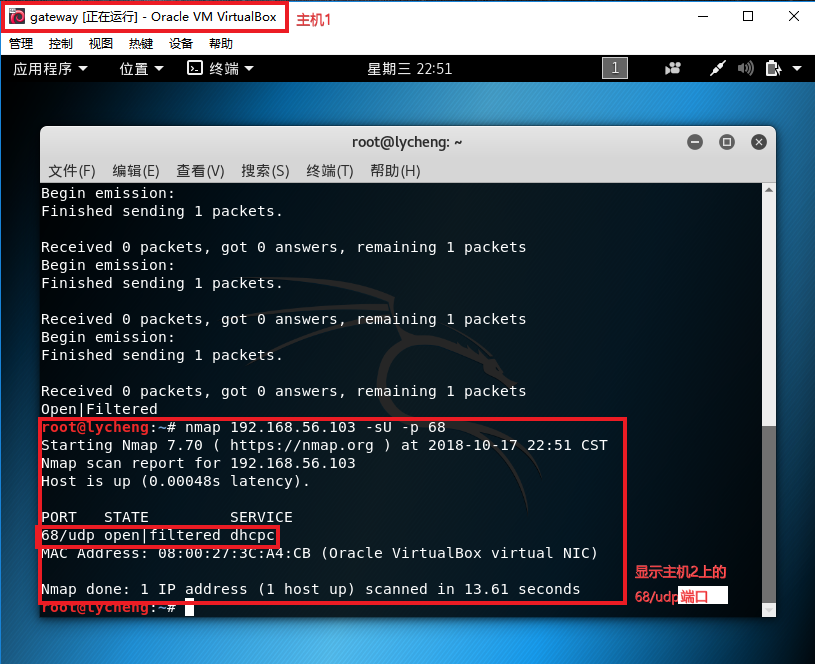 gateway [正在运行] - Oracle VM VirtualBox 主机1
管理 控制 视图 热键 设备 帮助
应用程序 位置 终端 星期三 22:51 1
root@lycheng: ~
文件(F) 编辑(E) 查看(V) 搜索(S) 终端(T) 帮助(H)
Begin emission:
Finished sending 1 packets.
Received 0 packets, got 0 answers, remaining 1 packets
Begin emission:
Finished sending 1 packets.
Received 0 packets, got 0 answers, remaining 1 packets
Begin emission:
Finished sending 1 packets.
Received 0 packets, got 0 answers, remaining 1 packets
Open|Filtered
root@lycheng:~# nmap 192.168.56.103 -sU -p 68
Starting Nmap 7.70 ( https://nmap.org ) at 2018-10-17 22:51 CST
Nmap scan report for 192.168.56.103
Host is up (0.00048s latency).
PORT STATE SERVICE
68/udp open|filtered dhcpc
MAC Address: 08:00:27:3C:A4:CB (Oracle VirtualBox virtual NIC)
Nmap done: 1 IP address (1 host up) scanned in 13.61 seconds
root@lycheng:~#
显示主机2上的
68/udp端口